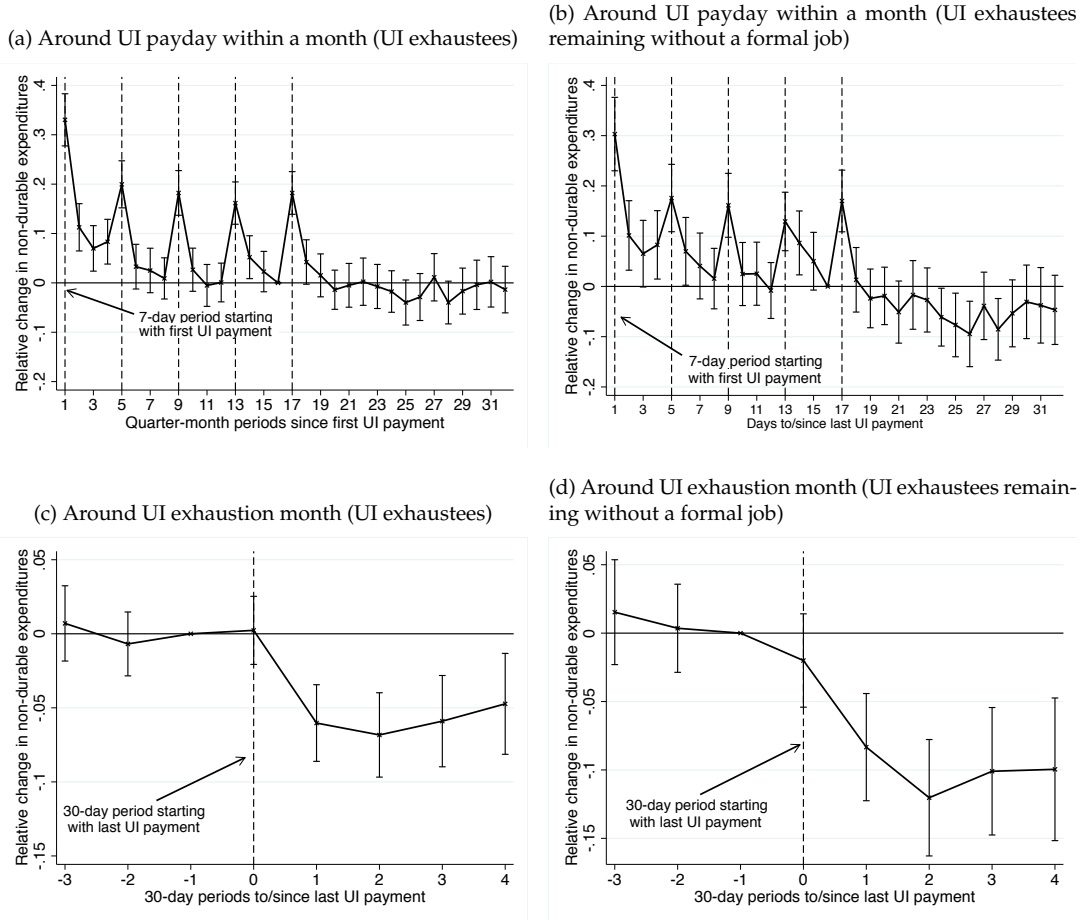 (a) Around UI payday within a month (UI exhaustees)
Relative change in non-durable expenditures
.4
.3
.2
.1
0
-.1
-.2
7-day period starting
with first UI payment
1 3 5 7 9 11 13 15 17 19 21 23 25 27 29 31
Quarter-month periods since first UI payment
(b) Around UI payday within a month (UI exhaustees
remaining without a formal job)
Relative change in non-durable expenditures
.4
.3
.2
.1
0
-.1
-.2
7-day period starting
with first UI payment
1 3 5 7 9 11 13 15 17 19 21 23 25 27 29 31
Days to/since last UI payment
(c) Around UI exhaustion month (UI exhaustees)
Relative change in non-durable expenditures
.05
0
-.05
-.1
-.15
30-day period starting
with last UI payment
-3 -2 -1 0 1 2 3 4
30-day periods to/since last UI payment
(d) Around UI exhaustion month (UI exhaustees remain-
ing without a formal job)
Relative change in non-durable expenditures
.05
0
-.05
-.1
-.15
30-day period starting
with last UI payment
-3 -2 -1 0 1 2 3 4
30-day periods to/since last UI payment